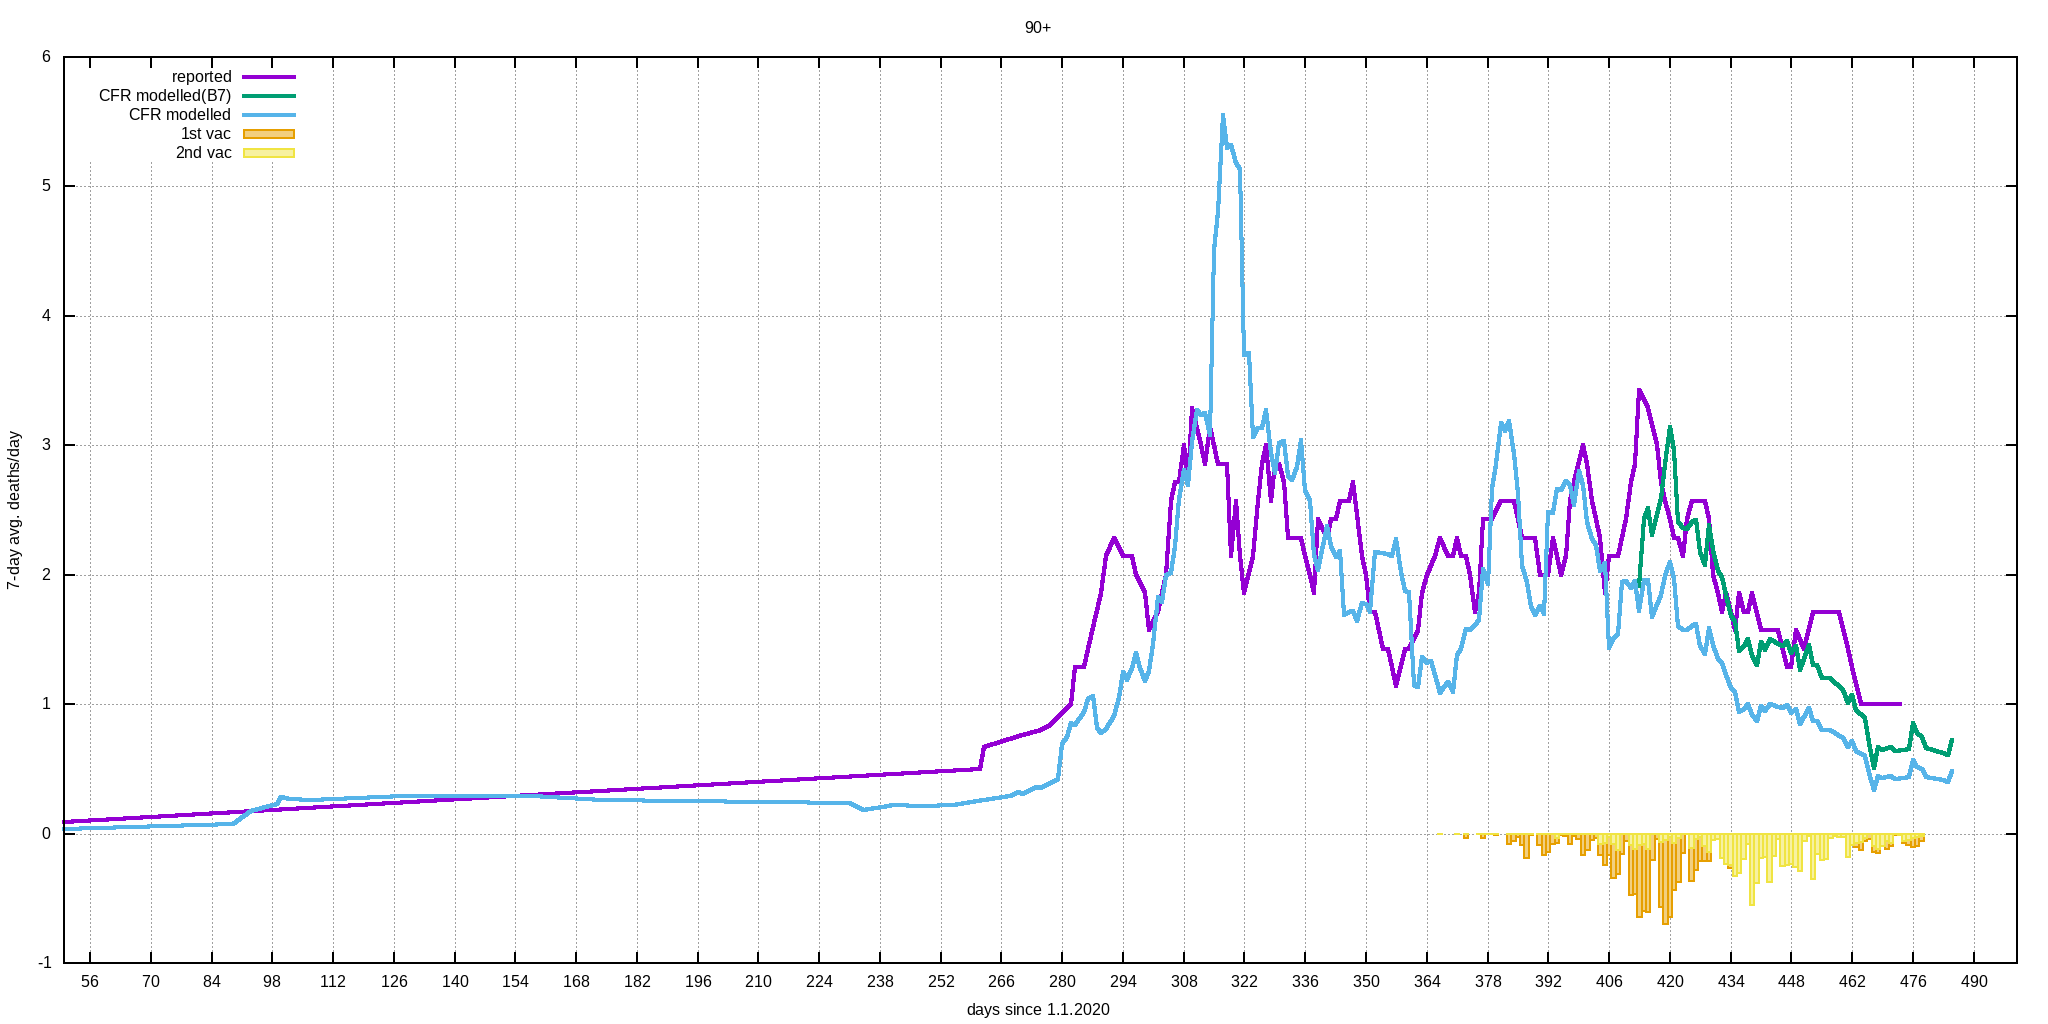 90+
6
5
4
3
2
1
0
-1
7-day avg. deaths/day
reported
CFR modelled(B7)
CFR modelled
1st vac
2nd vac
56 70 84 98 112 126 140 154 168 182 196 210 224 238 252 266 280 294 308 322 336 350 364 378 392 406 420 434 448 462 476 490
days since 1.1.2020